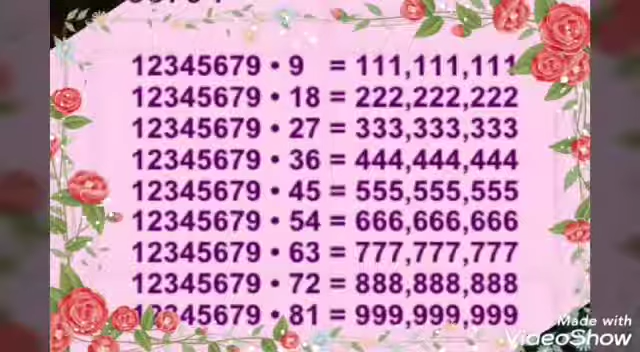 12345679 • 9 = 111,111,111
12345679 • 18 = 222,222,222
12345679 • 27 = 333,333,333
12345679 • 36 = 444,444,444
12345679 • 45 = 555,555,555
12345679 • 54 = 666,666,666
12345679 • 63 = 777,777,777
12345679 • 72 = 888,888,888
12345679 • 81 = 999,999,999
Made with
VideoShow